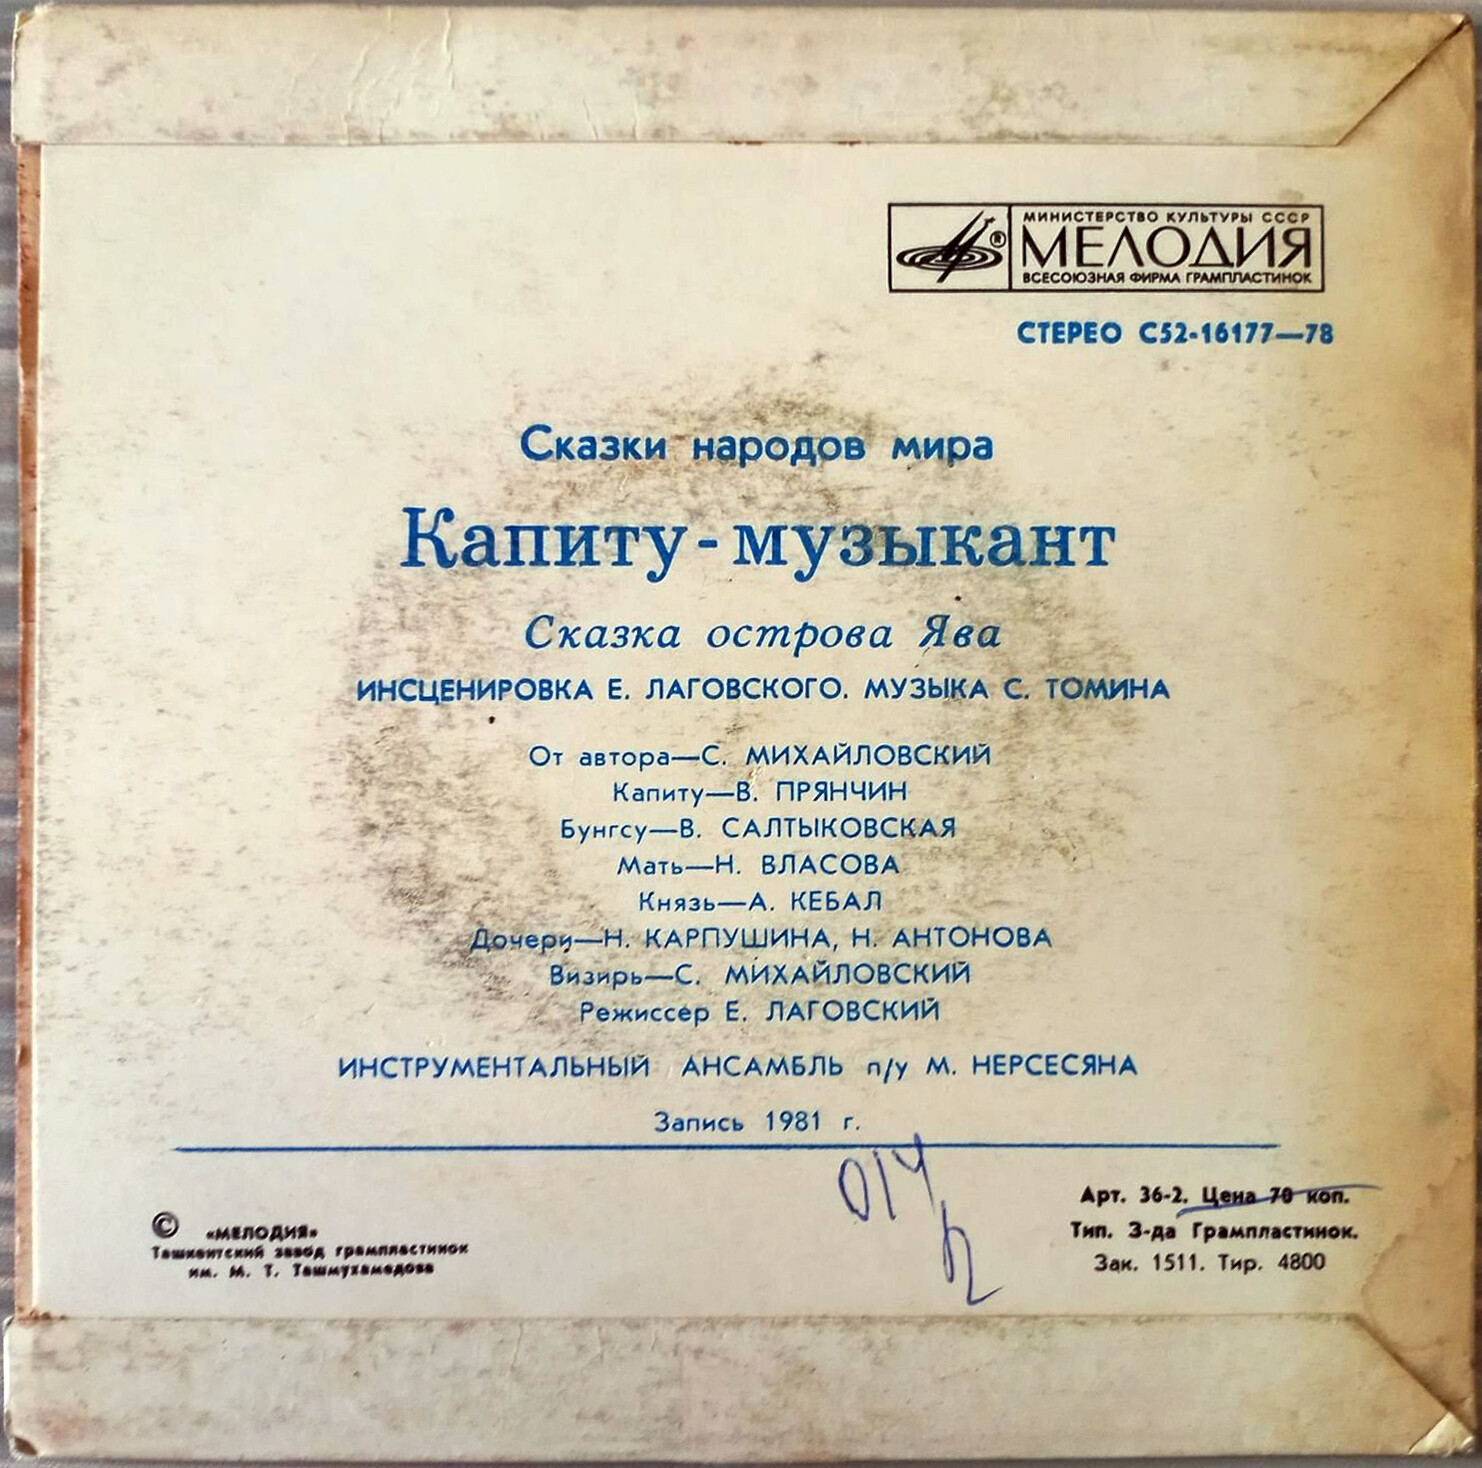 МИНИСТЕРСТВО КУЛЬТУРЫ СССР
МЕЛОДИЯ
ВСЕСОЮЗНАЯ ФИРМА ГРАМПЛАСТИНОК
СТЕРЕО С52-16177—78
Сказки народов мира
Капиту-музыкант
Сказка острова Ява
ИНСЦЕНИРОВКА Е. ЛАГОВСКОГО. МУЗЫКА С. ТОМИНА
От автора—С. МИХАЙЛОВСКИЙ
Капиту—В. ПРЯНЧИН
Бунгсу—В. САЛТЫКОВСКАЯ
Мать—Н. ВЛАСОВА
Князь—А. КЕБАЛ
Дочери—Н. КАРПУШИНА, Н. АНТОНОВА
Визирь—С. МИХАЙЛОВСКИЙ
Режиссер Е. ЛАГОВСКИЙ
ИНСТРУМЕНТАЛЬНЫЙ АНСАМБЛЬ п/у М. НЕРСЕСЯНА
Запись 1981 г.
© «МЕЛОДИЯ»
Ташкентский завод грампластинок
им. М. Т. Ташмухамедова
Арт. 36-2. Цена 70 коп.
Тип. З-да Грампластинок.
Зак. 1511. Тир. 4800